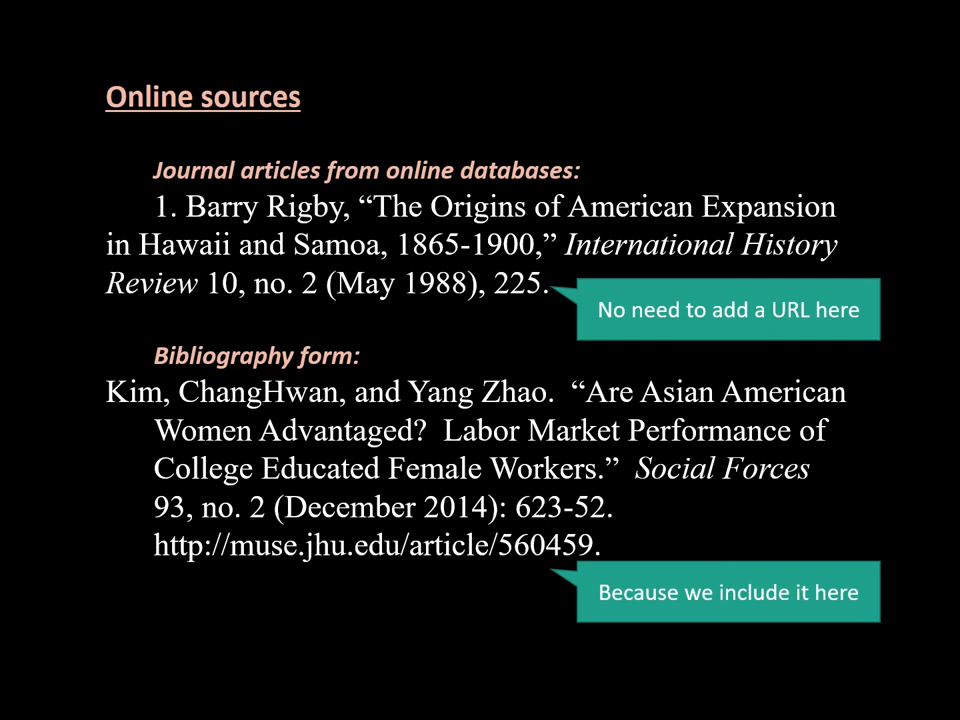 Online sources
Journal articles from online databases:
1. Barry Rigby, “The Origins of American Expansion
in Hawaii and Samoa, 1865-1900,” International History
Review 10, no. 2 (May 1988), 225.
No need to add a URL here
Bibliography form:
Kim, ChangHwan, and Yang Zhao.  “Are Asian American
Women Advantaged?  Labor Market Performance of
College Educated Female Workers.”  Social Forces
93, no. 2 (December 2014): 623-52.
http://muse.jhu.edu/article/560459.
Because we include it here